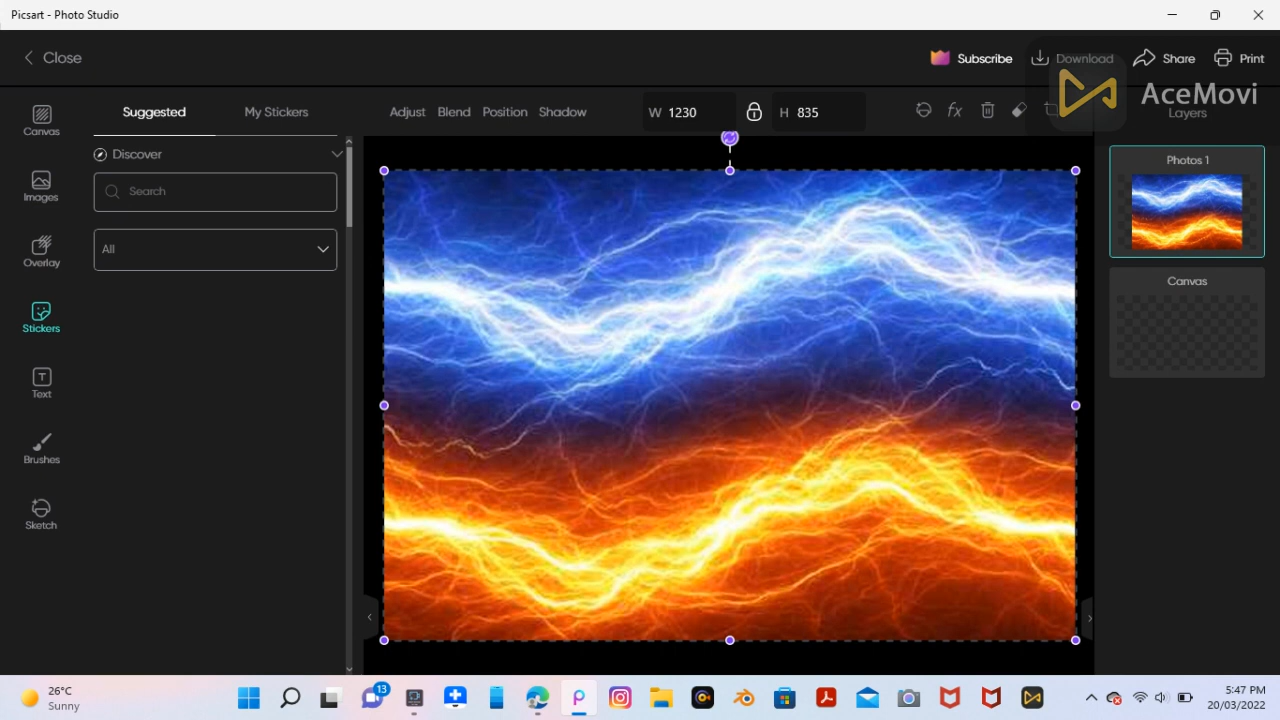 Picsart - Photo Studio
Close
Subscribe
Download
Share
Print
AceMovi
Canvas
Suggested
My Stickers
Adjust
Blend
Position
Shadow
W 1230
H 835
fx
Layers
Discover
Search
All
Images
Overlay
Stickers
Text
T
Brushes
Sketch
Photos 1
Canvas
26°C
Sunny
13
5:47 PM
20/03/2022